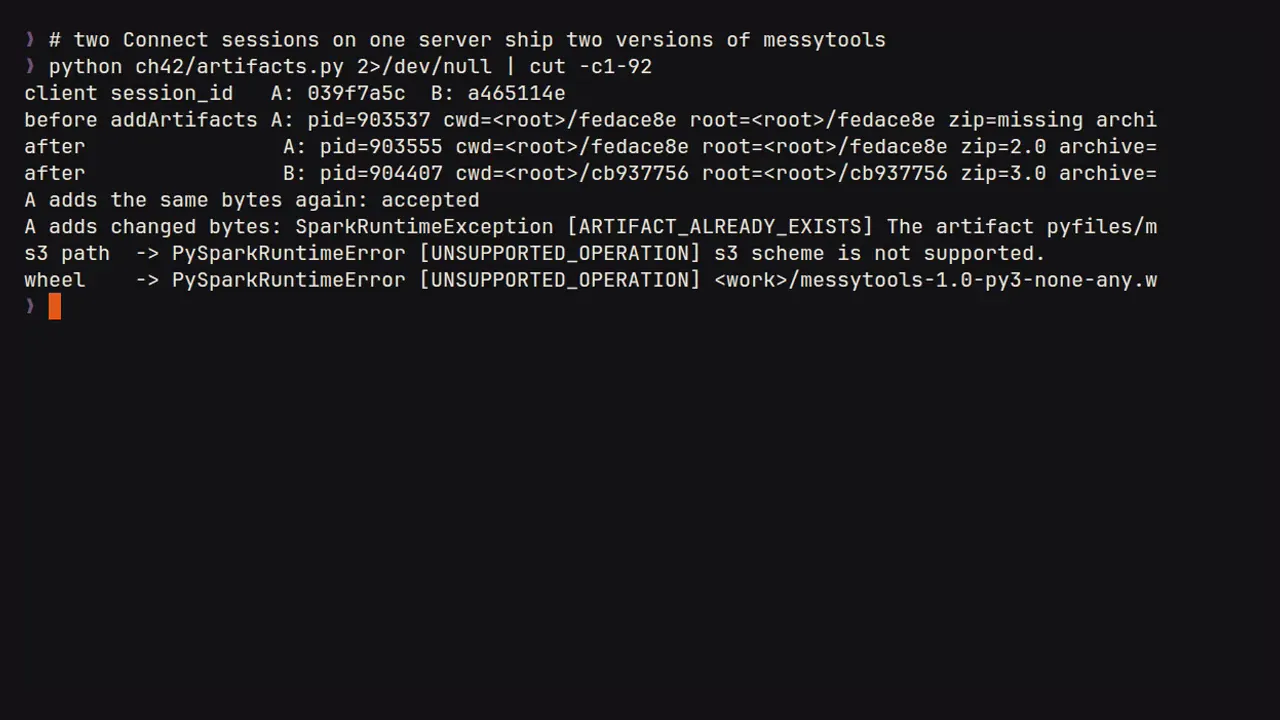 ❫ # two Connect sessions on one server ship two versions of messytools
❫ python ch42/artifacts.py 2>/dev/null | cut -c1-92
client session_id   A: 039f7a5c  B: a465114e
before addArtifacts A: pid=903537 cwd=<root>/fedace8e root=<root>/fedace8e zip=missing archi
after                A: pid=903555 cwd=<root>/fedace8e root=<root>/fedace8e zip=2.0 archive=
after                B: pid=904407 cwd=<root>/cb937756 root=<root>/cb937756 zip=3.0 archive=
A adds the same bytes again: accepted
A adds changed bytes: SparkRuntimeException [ARTIFACT_ALREADY_EXISTS] The artifact pyfiles/m
s3 path  -> PySparkRuntimeError [UNSUPPORTED_OPERATION] s3 scheme is not supported.
wheel    -> PySparkRuntimeError [UNSUPPORTED_OPERATION] <work>/messytools-1.0-py3-none-any.w
❫